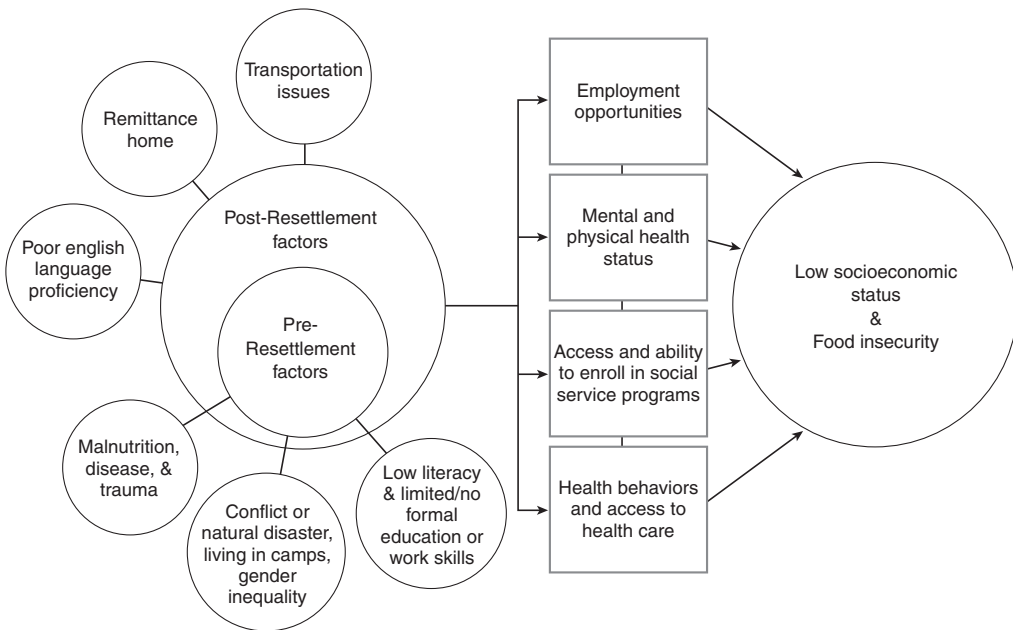 Transportation
issues
Remittance
home
Poor english
language
proficiency
Post-Resettlement
factors
Pre-
Resettlement
factors
Malnutrition,
disease, &
trauma
Conflict or
natural disaster,
living in camps,
gender
inequality
Low literacy
& limited/no
formal
education or
work skills
Employment
opportunities
Mental and
physical health
status
Access and ability
to enroll in social
service programs
Health behaviors
and access to
health care
Low socioeconomic
status
&
Food insecurity